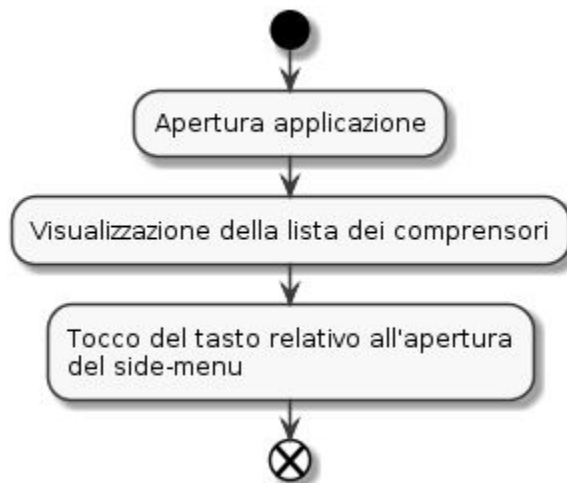 Apertura applicazione
Visualizzazione della lista dei comprensori
Tocco del tasto relativo all'apertura
del side-menu